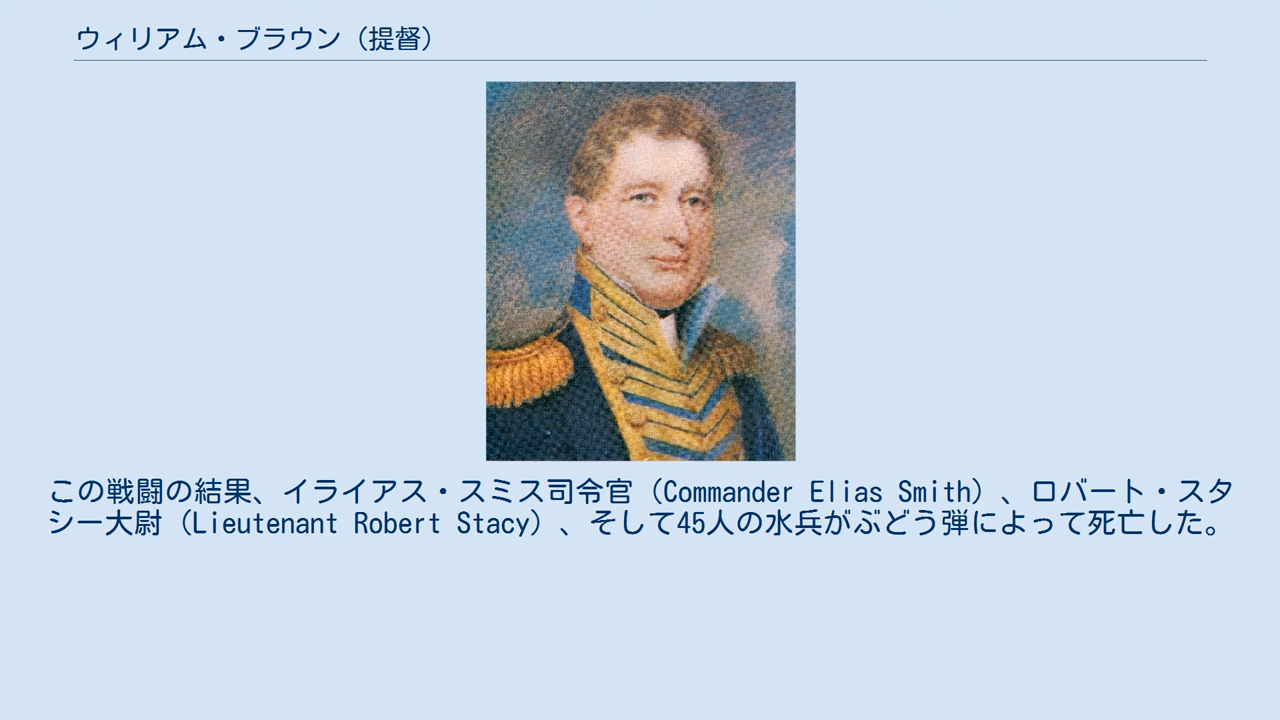 ウィリアム・ブラウン（提督）
この戦闘の結果、イライアス・スミス司令官（Commander Elias Smith）、ロバート・スタ
シー大尉（Lieutenant Robert Stacy）、そして45人の水兵がぶどう弾によって死亡した。